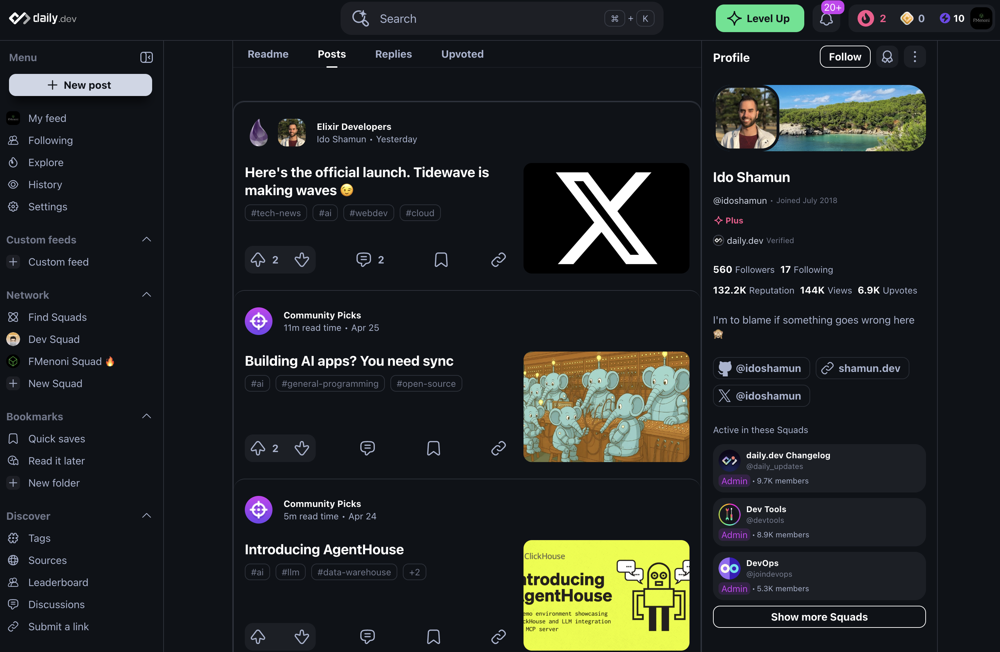 daily.dev
Search
⌘ + K
Level Up
20+
2
0
10
FMenoni
Menu
New post
FMenoni
My feed
Following
Explore
History
Settings
Custom feeds
Custom feed
Network
Find Squads
Dev Squad
FMenoni Squad 🔥
New Squad
Bookmarks
Quick saves
Read it later
New folder
Discover
Tags
Sources
Leaderboard
Discussions
Submit a link
Readme Posts Replies Upvoted
Elixir Developers
Ido Shamun • Yesterday
Here's the official launch. Tidewave is
making waves 😉
#tech-news #ai #webdev #cloud
2
2
Community Picks
11m read time • Apr 25
Building AI apps? You need sync
#ai #general-programming #open-source
2
Community Picks
5m read time • Apr 24
Introducing AgentHouse
#ai #llm #data-warehouse +2
ClickHouse
ntroducing
gentHouse
emo environment showcasing
ckHouse and LLM integration
MCP server
Profile
Follow
Ido Shamun
@idoshamun • Joined July 2018
Plus
daily.dev Verified
560 Followers 17 Following
132.2K Reputation 144K Views 6.9K Upvotes
I'm to blame if something goes wrong here
🙈
@idoshamun
shamun.dev
@idoshamun
Active in these Squads
daily.dev Changelog
@daily_updates
Admin • 9.7K members
Dev Tools
@devtools
Admin • 8.9K members
DevOps
@joindevops
Admin • 5.3K members
Show more Squads